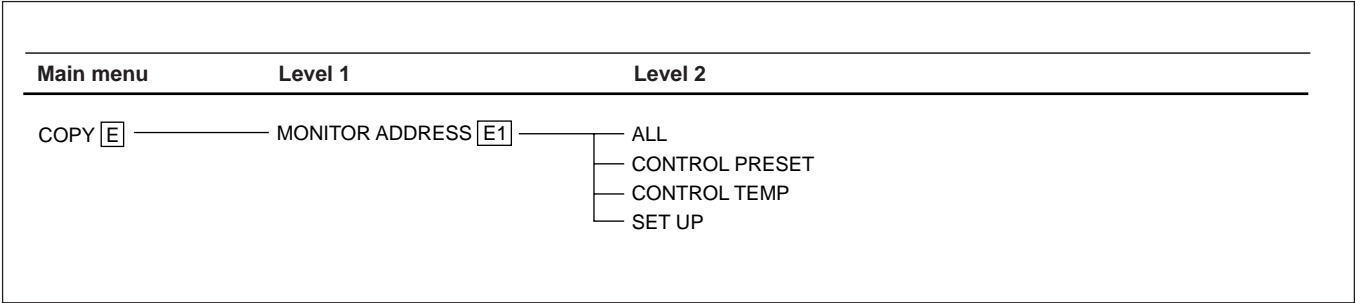 Main menu Level 1 Level 2
COPY E MONITOR ADDRESS E1 ALL
CONTROL PRESET
CONTROL TEMP
SET UP